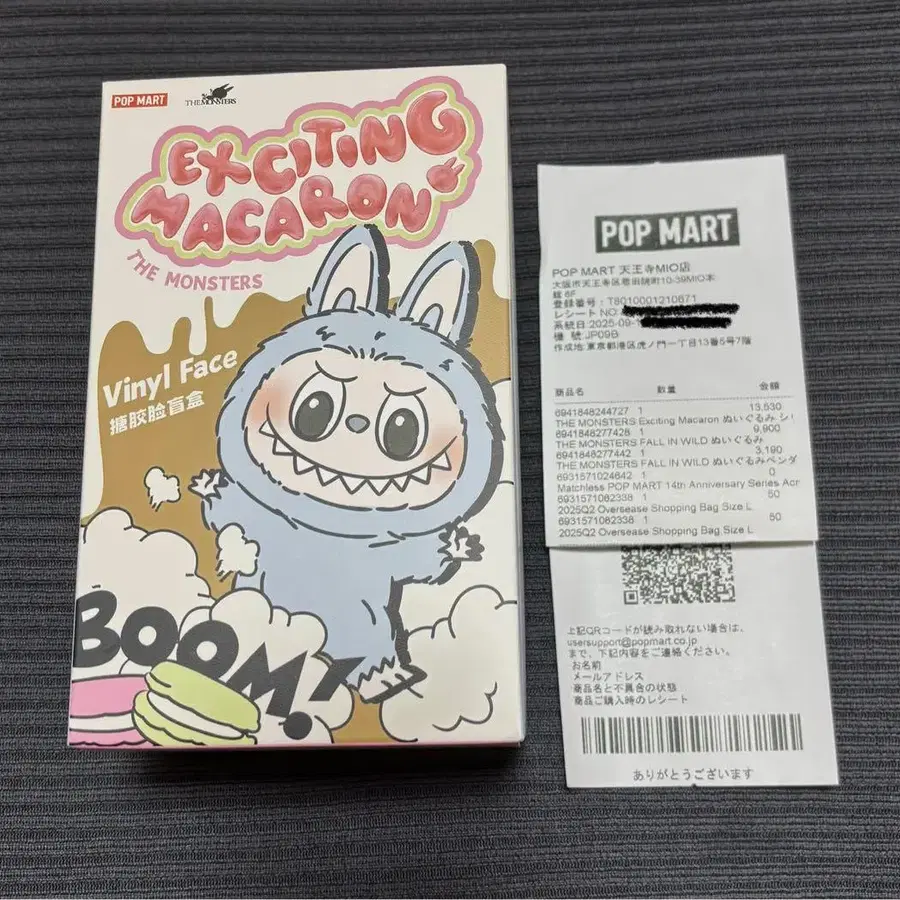 POP MART
THE MONSTERS
EXCITING
MACARON
THE MONSTERS
Vinyl Face
搪胶脸盲盒
BOOM!
POP MART
POP MART 天王寺MIO店
大阪市天王寺区悲田院町10-39MIO本
館 6F
登録番号：T8010001210671
レシートNO:
系統日:2025-09-1
機 號:JP09B
作成地:東京都港区虎ノ門一丁目13番5号7階
商品名 数量 金額
6941848244727 1 13,530
THE MONSTERS Exciting Macaron ぬいぐるみ シリ
6941848277428 1 9,900
THE MONSTERS FALL IN WILD ぬいぐるみ
6941848277442 1 3,190
THE MONSTERS FALL IN WILD ぬいぐるみペンダ
6931571024642 1 0
Matchless POP MART 14th Anniversary Series Acr
6931571082338 1 50
2025Q2 Oversease Shopping Bag Size L
6931571082338 1 50
2025Q2 Oversease Shopping Bag Size L
上記QRコードが読み取れない場合は、
usersupport@popmart.co.jp
まで、下記内容をご連絡ください。
お名前
メールアドレス
商品名と不具合の状態
商品ご購入時のレシート
ありがとうございます